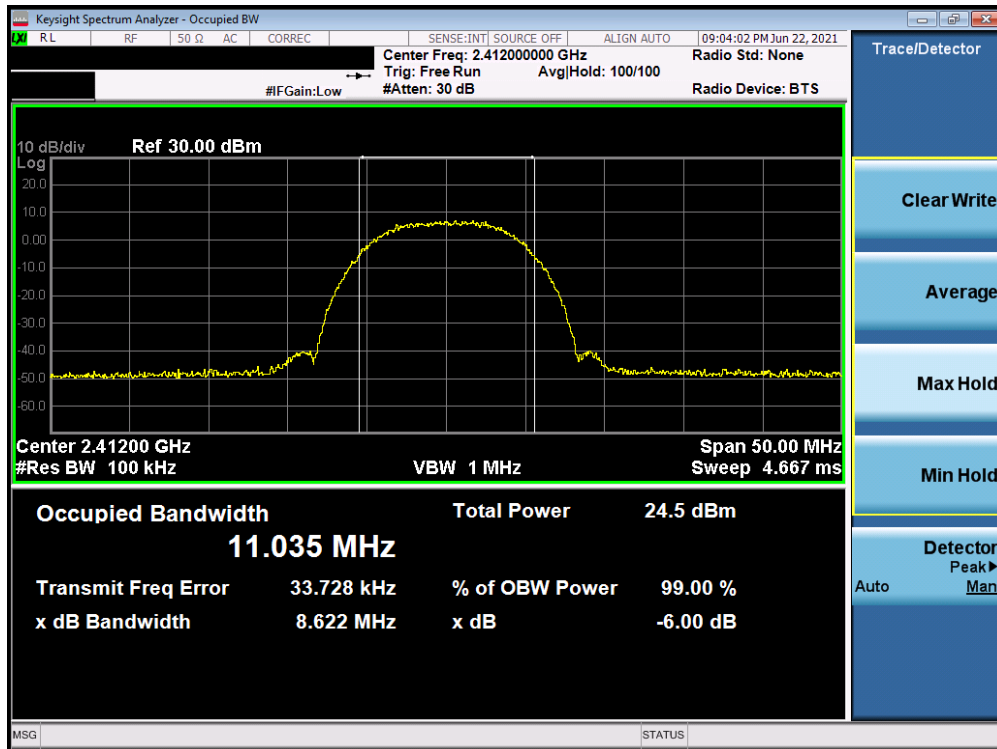 Keysight Spectrum Analyzer - Occupied BW
LXI RL RF 50 Ω AC CORREC SENSE:INT SOURCE OFF ALIGN AUTO 09:04:02 PM Jun 22, 2021
Center Freq: 2.412000000 GHz Radio Std: None
Trig: Free Run Avg|Hold: 100/100
#IFGain:Low #Atten: 30 dB Radio Device: BTS
10 dB/div Ref 30.00 dBm
Log
20.0
10.0
0.00
-10.0
-20.0
-30.0
-40.0
-50.0
-60.0
Center 2.41200 GHz Span 50.00 MHz
#Res BW 100 kHz VBW 1 MHz Sweep 4.667 ms
Occupied Bandwidth Total Power 24.5 dBm
11.035 MHz
Transmit Freq Error 33.728 kHz % of OBW Power 99.00 %
x dB Bandwidth 8.622 MHz x dB -6.00 dB
MSG STATUS
Trace/Detector
Clear Write
Average
Max Hold
Min Hold
Detector
Peak▶
Auto Man